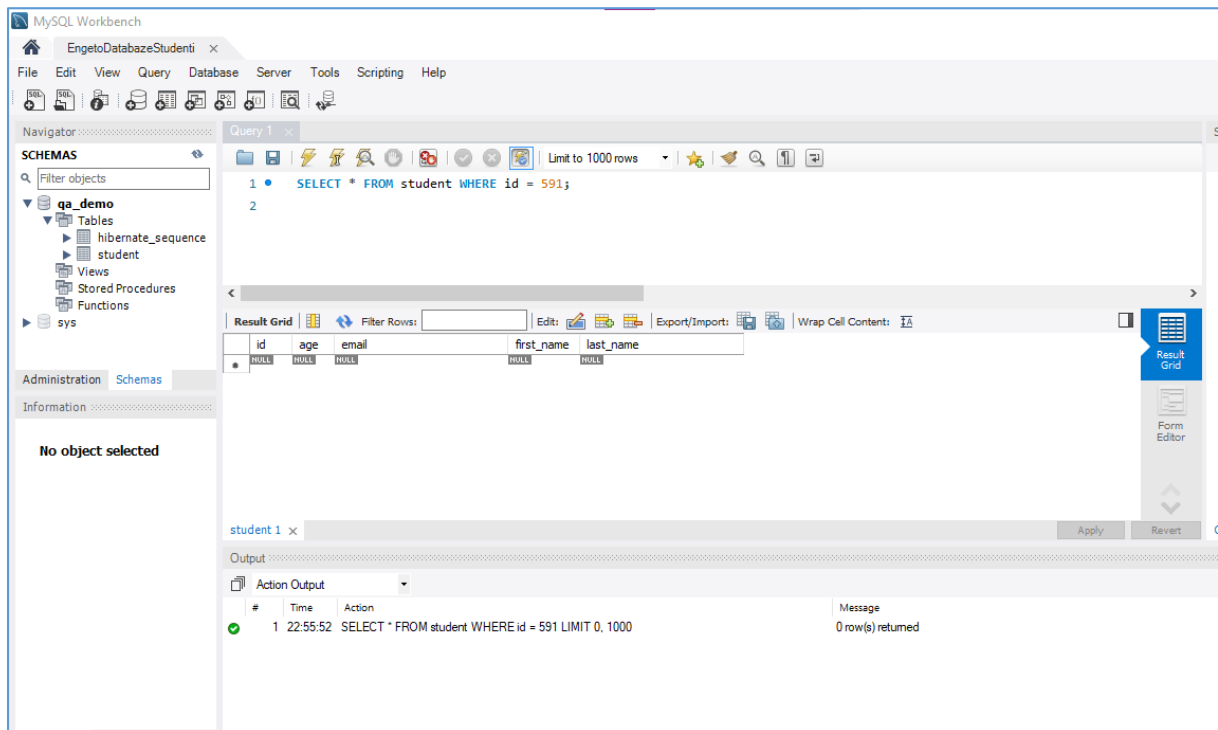 MySQL Workbench
EngetoDatabazeStudenti
File Edit View Query Database Server Tools Scripting Help
Navigator
SCHEMAS
Filter objects
qa_demo
Tables
hibernate_sequence
student
Views
Stored Procedures
Functions
sys
Administration Schemas
Information
No object selected
Query 1
Limit to 1000 rows
1 SELECT * FROM student WHERE id = 591;
2
Result Grid Filter Rows: Edit: Export/Import: Wrap Cell Content:
id age email first_name last_name
NULL NULL NULL NULL NULL
Result
Grid
Form
Editor
student 1 Apply Revert
Output
Action Output
# Time Action Message
1 22:55:52 SELECT * FROM student WHERE id = 591 LIMIT 0, 1000 0 row(s) returned